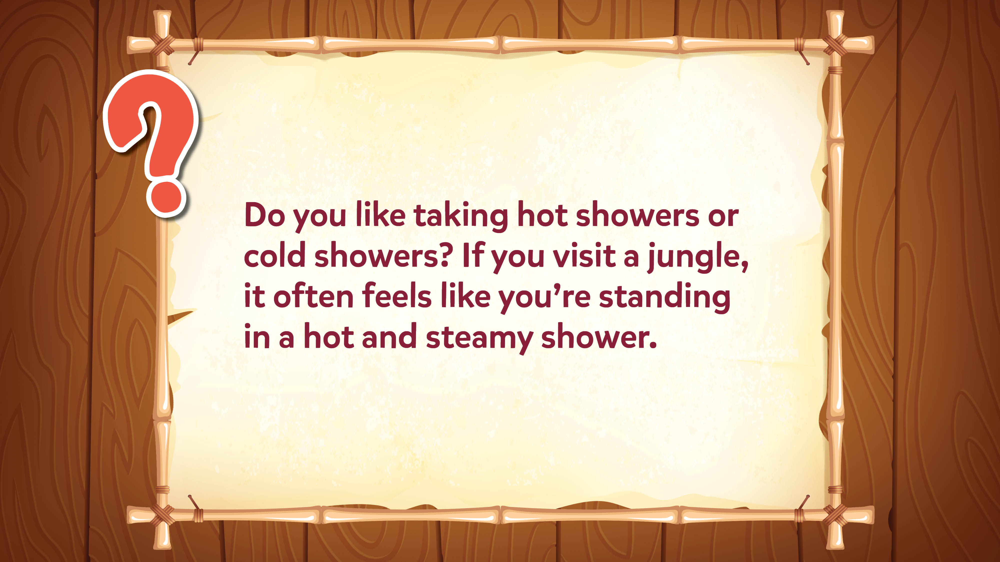 ?
Do you like taking hot showers or
cold showers? If you visit a jungle,
it often feels like you’re standing
in a hot and steamy shower.